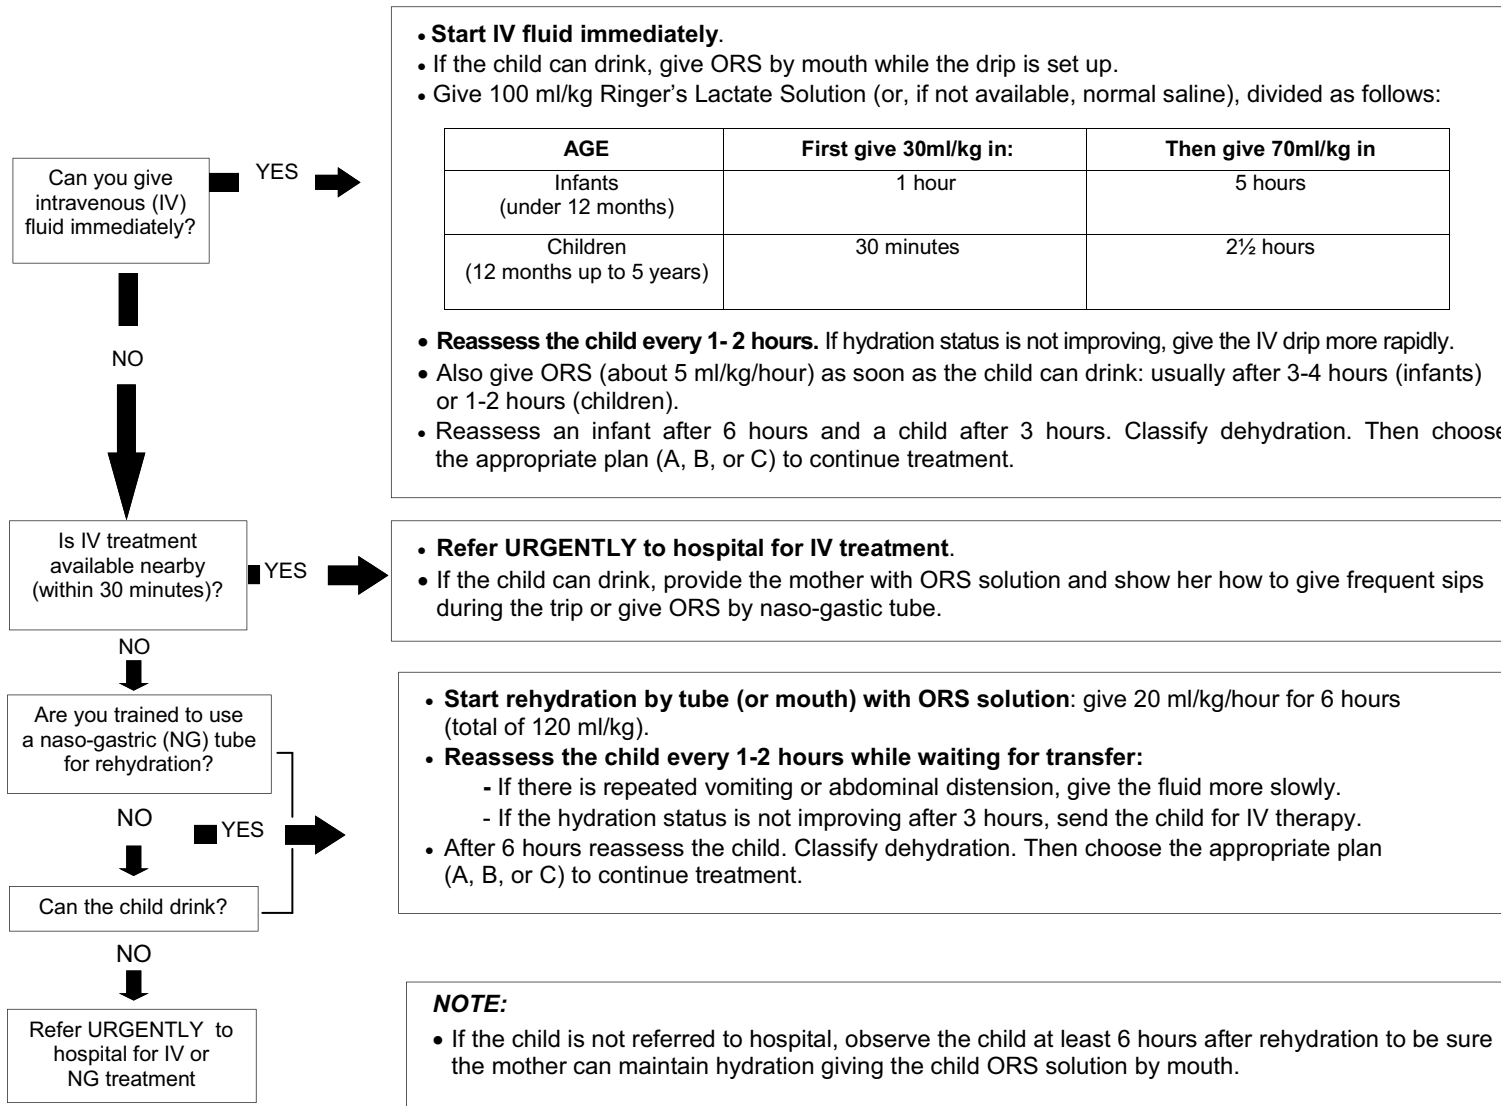 Can you give
intravenous (IV)
fluid immediately?
YES
• Start IV fluid immediately.
• If the child can drink, give ORS by mouth while the drip is set up.
• Give 100 ml/kg Ringer's Lactate Solution (or, if not available, normal saline), divided as follows:
AGE First give 30ml/kg in: Then give 70ml/kg in
Infants 1 hour 5 hours
(under 12 months)
Children 30 minutes 2½ hours
(12 months up to 5 years)
• Reassess the child every 1- 2 hours. If hydration status is not improving, give the IV drip more rapidly.
• Also give ORS (about 5 ml/kg/hour) as soon as the child can drink: usually after 3-4 hours (infants)
or 1-2 hours (children).
• Reassess an infant after 6 hours and a child after 3 hours. Classify dehydration. Then choose
the appropriate plan (A, B, or C) to continue treatment.
NO
Is IV treatment
available nearby
(within 30 minutes)?
YES
• Refer URGENTLY to hospital for IV treatment.
• If the child can drink, provide the mother with ORS solution and show her how to give frequent sips
during the trip or give ORS by naso-gastic tube.
NO
Are you trained to use
a naso-gastric (NG) tube
for rehydration?
NO
YES
• Start rehydration by tube (or mouth) with ORS solution: give 20 ml/kg/hour for 6 hours
(total of 120 ml/kg).
• Reassess the child every 1-2 hours while waiting for transfer:
- If there is repeated vomiting or abdominal distension, give the fluid more slowly.
- If the hydration status is not improving after 3 hours, send the child for IV therapy.
• After 6 hours reassess the child. Classify dehydration. Then choose the appropriate plan
(A, B, or C) to continue treatment.
Can the child drink?
NO
Refer URGENTLY to
hospital for IV or
NG treatment
NOTE:
• If the child is not referred to hospital, observe the child at least 6 hours after rehydration to be sure
the mother can maintain hydration giving the child ORS solution by mouth.